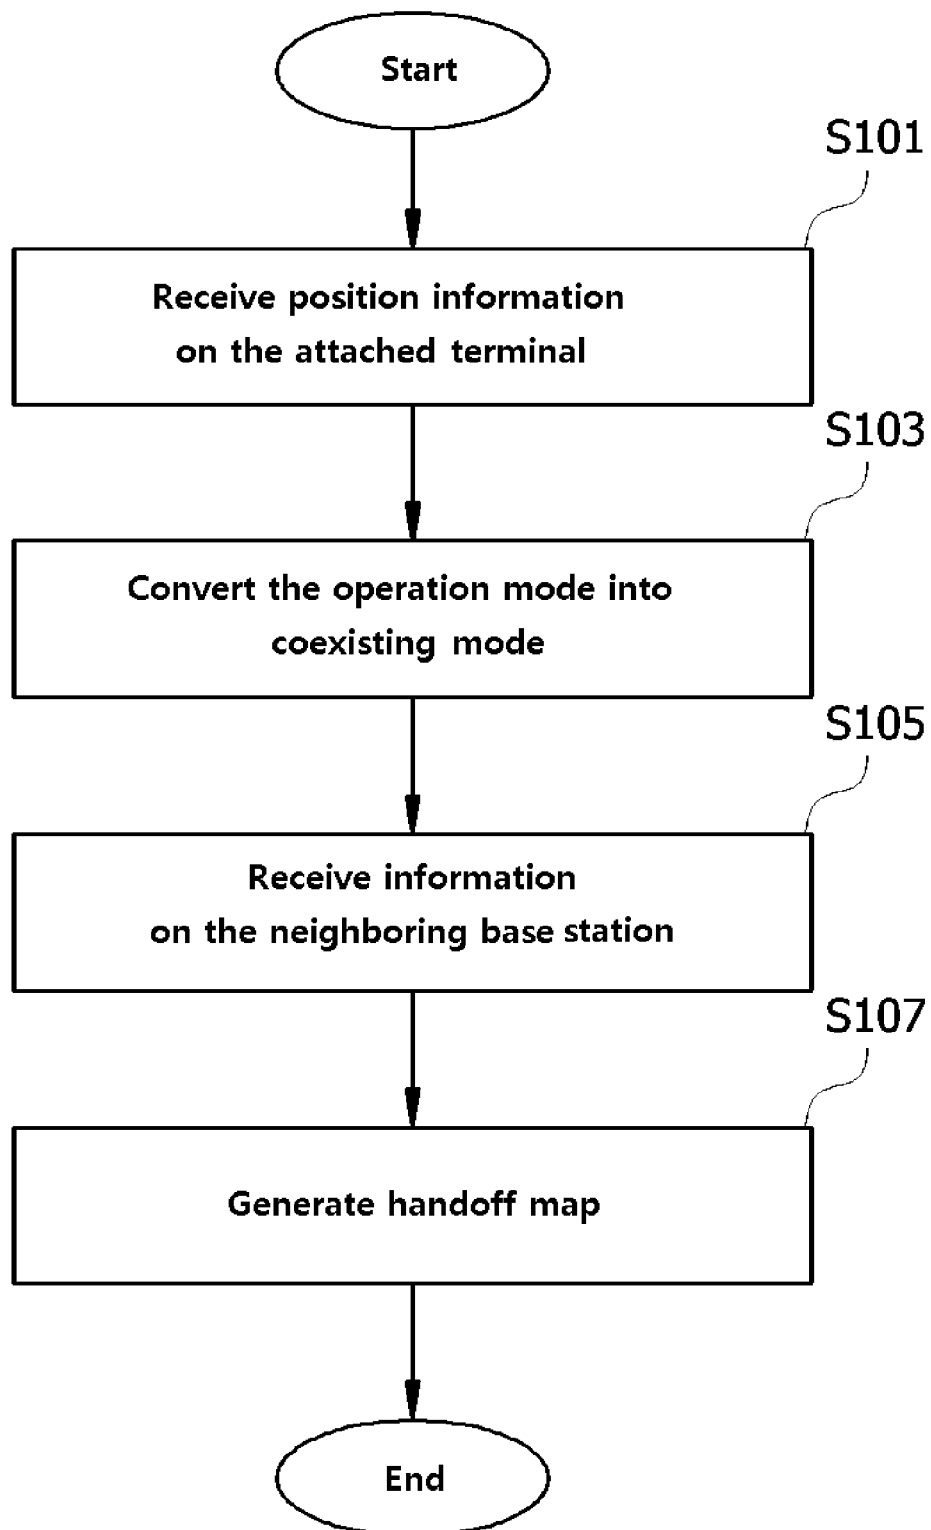 Start
S101
Receive position information
on the attached terminal
S103
Convert the operation mode into
coexisting mode
S105
Receive information
on the neighboring base station
S107
Generate handoff map
End